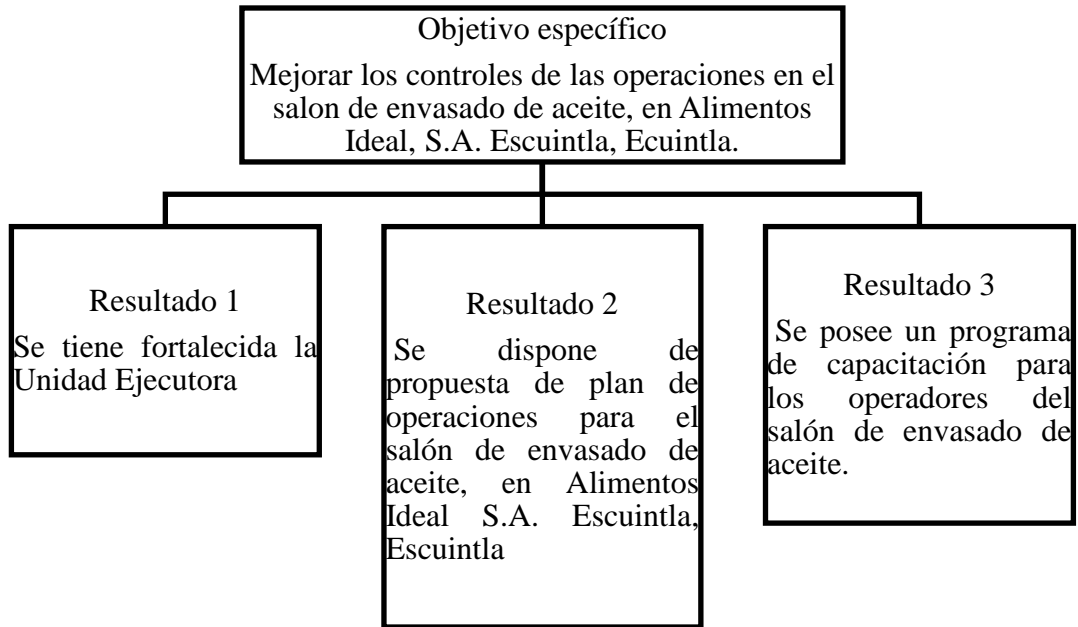 Objetivo específico
Mejorar los controles de las operaciones en el
salon de envasado de aceite, en Alimentos
Ideal, S.A. Escuintla, Ecuintla.
Resultado 1
Se tiene fortalecida la
Unidad Ejecutora
Resultado 2
Se dispone de
propuesta de plan de
operaciones para el
salón de envasado de
aceite, en Alimentos
Ideal S.A. Escuintla,
Escuintla
Resultado 3
Se posee un programa
de capacitación para
los operadores del
salón de envasado de
aceite.